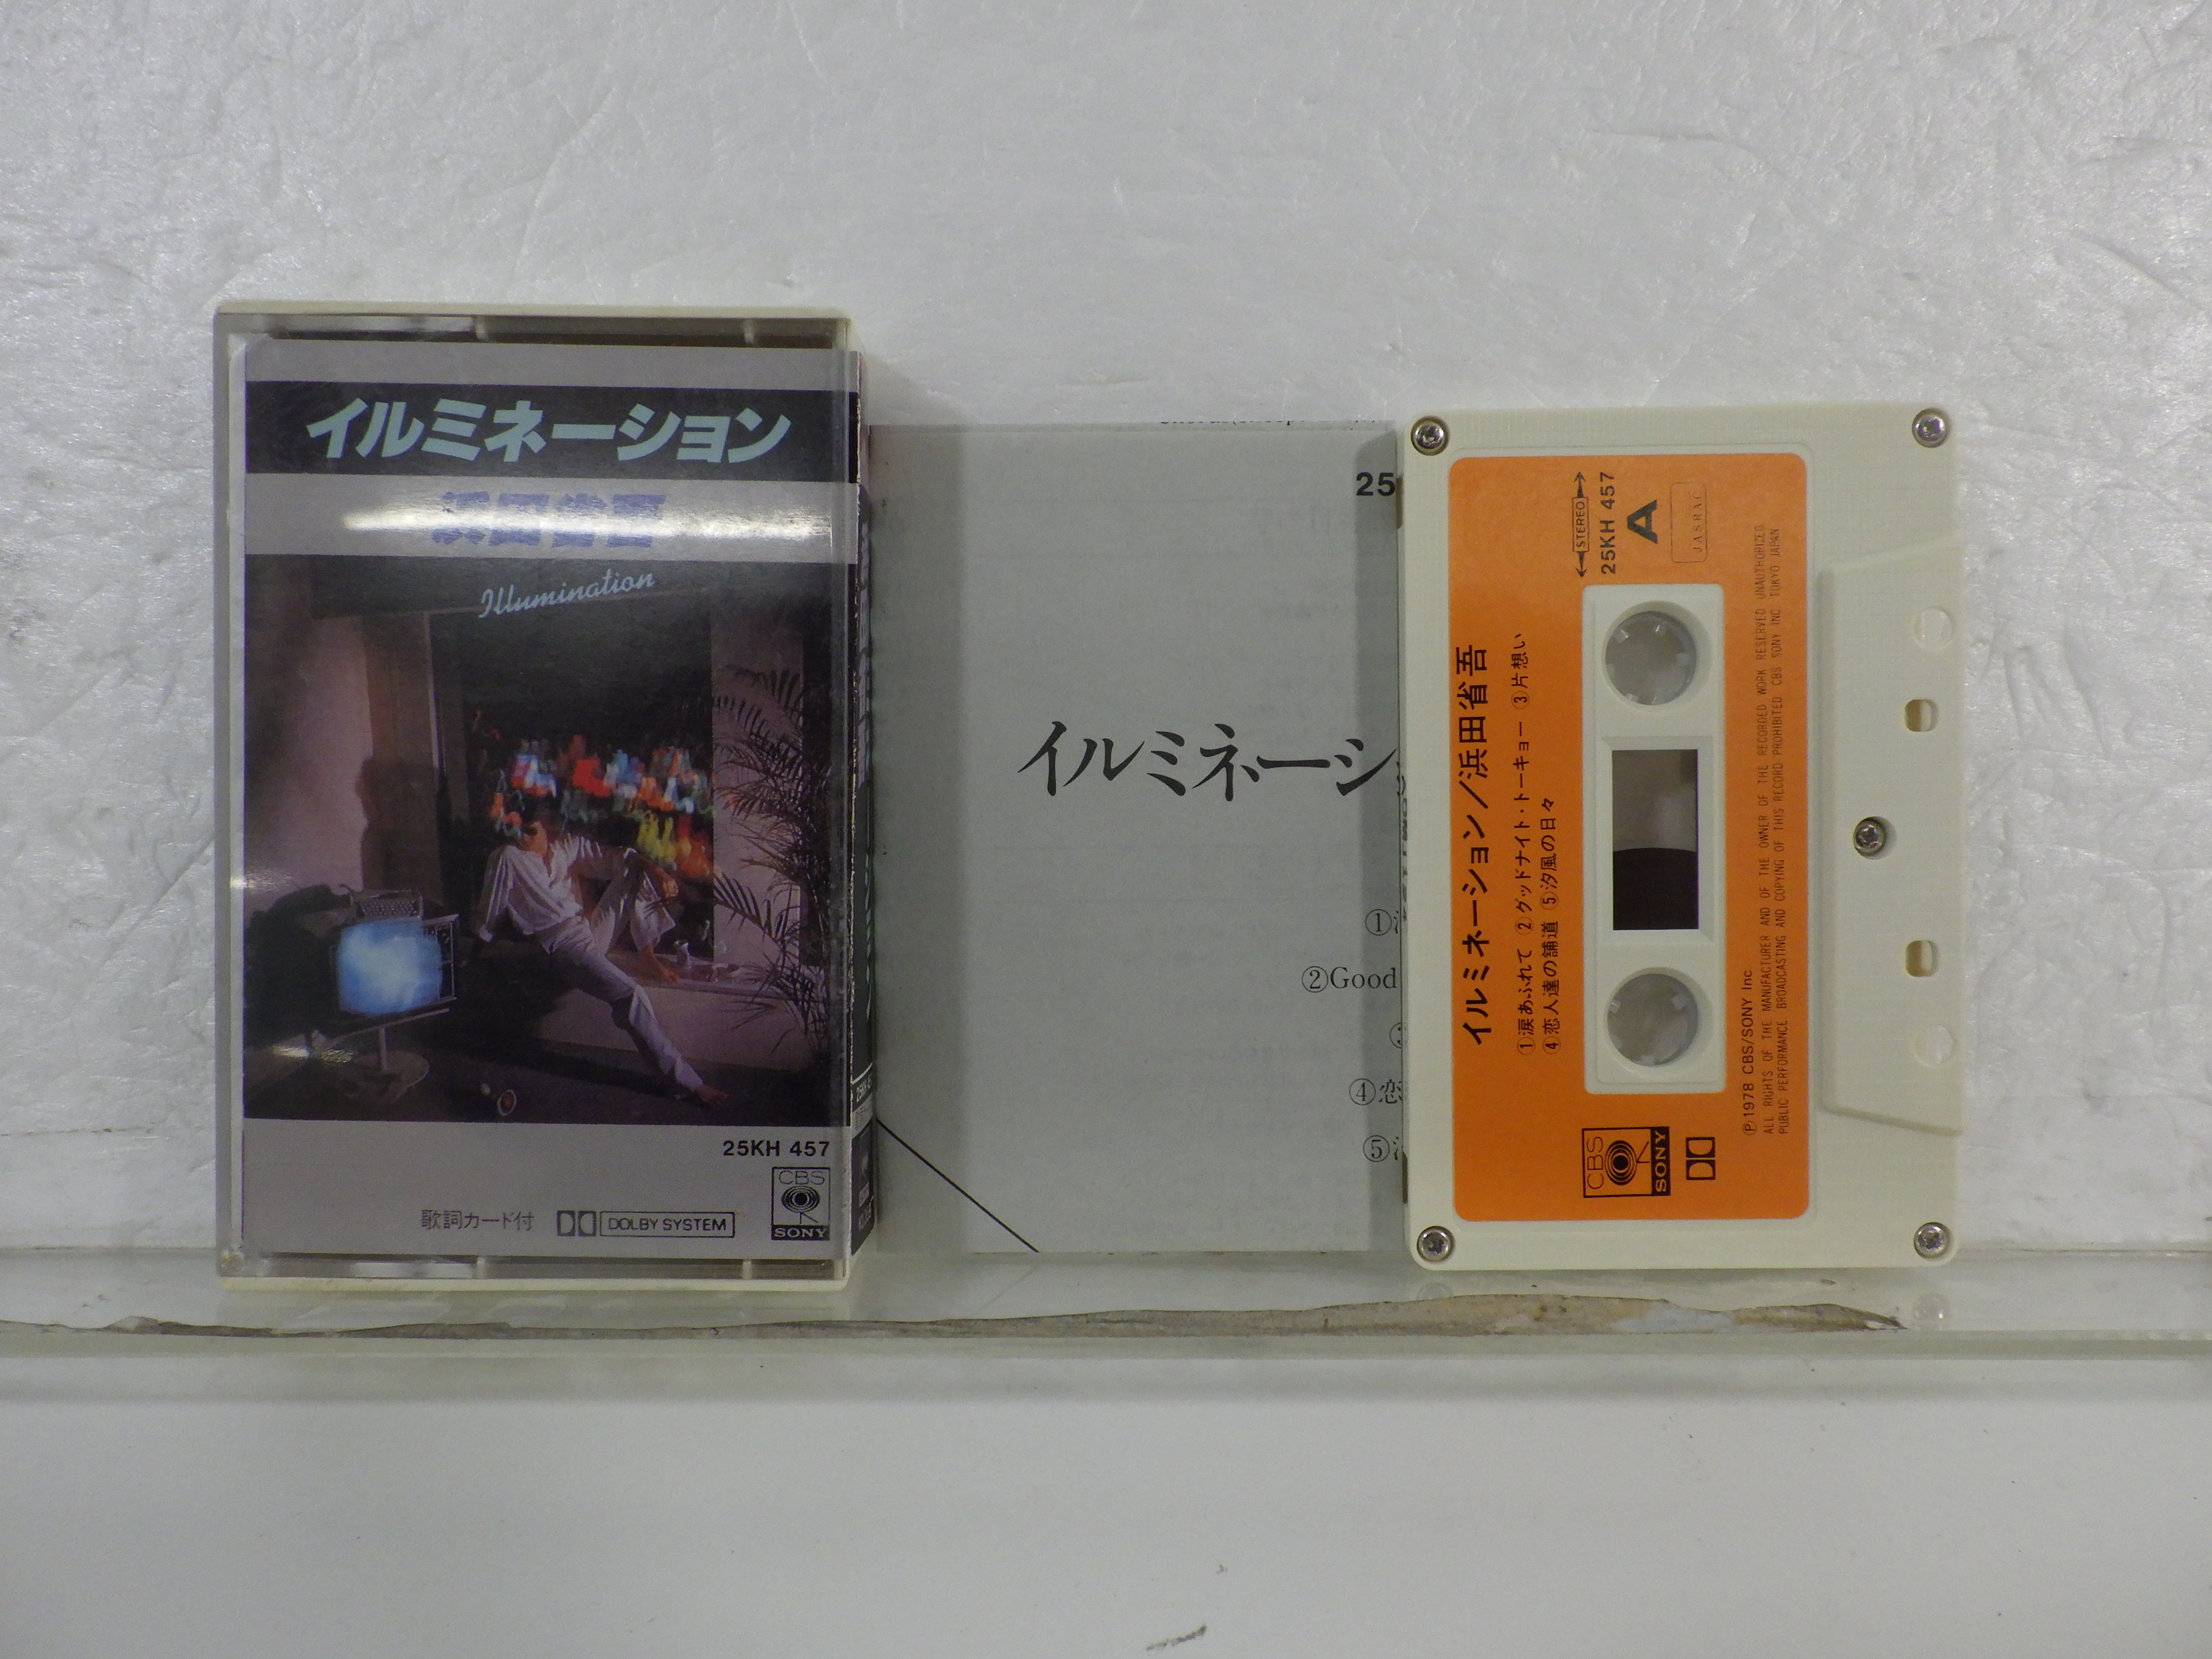 イルミネーション
浜田省吾
Illumination
25KH 457
歌詞カード付
DOLBY SYSTEM
CBS
SONY
25
イルミネーシ
①
②Good
④恋
⑤
イルミネーション/浜田省吾
①涙あふれて ②グッドナイト・トーキョー ③片想い
④恋人達の舗道 ⑤汐風の日々
STEREO
25KH 457
A
JASRAC
CBS
SONY
Ⓟ1978 CBS/SONY Inc
ALL RIGHTS OF THE MANUFACTURER AND OF THE OWNER OF THE RECORDED WORK RESERVED UNAUTHORIZED
PUBLIC PERFORMANCE BROADCASTING AND COPYING OF THIS RECORD PROHIBITED CBS SONY INC TOKYO JAPAN